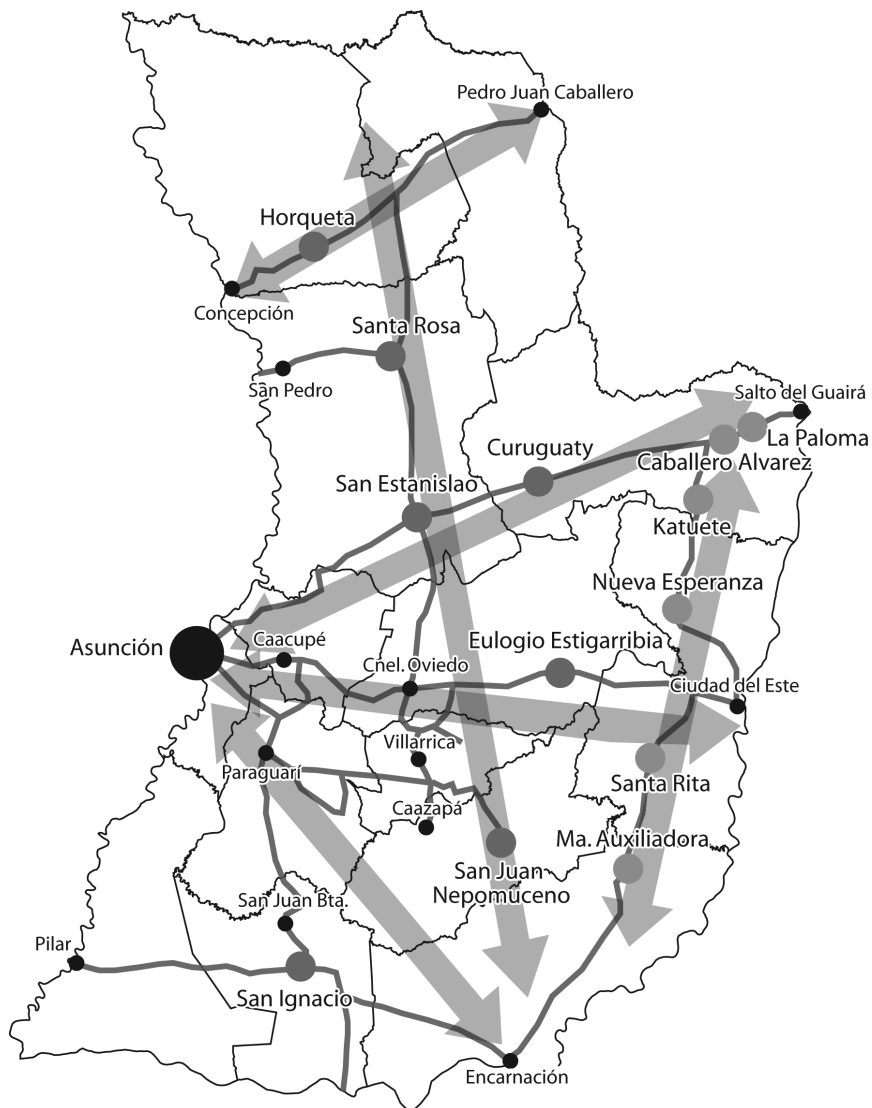 Pedro Juan Caballero
Horqueta
Concepción
Santa Rosa
San Pedro
Salto del Guairá
La Paloma
Curuguaty
Caballero Alvarez
San Estanislao
Katuete
Nueva Esperanza
Asunción
Caacupé
Eulogio Estigarribia
Cnel. Oviedo
Ciudad del Este
Villarrica
Paraguarí
Santa Rita
Caazapá
Ma. Auxiliadora
San Juan
Nepomuceno
San Juan Bta.
Pilar
San Ignacio
Encarnación